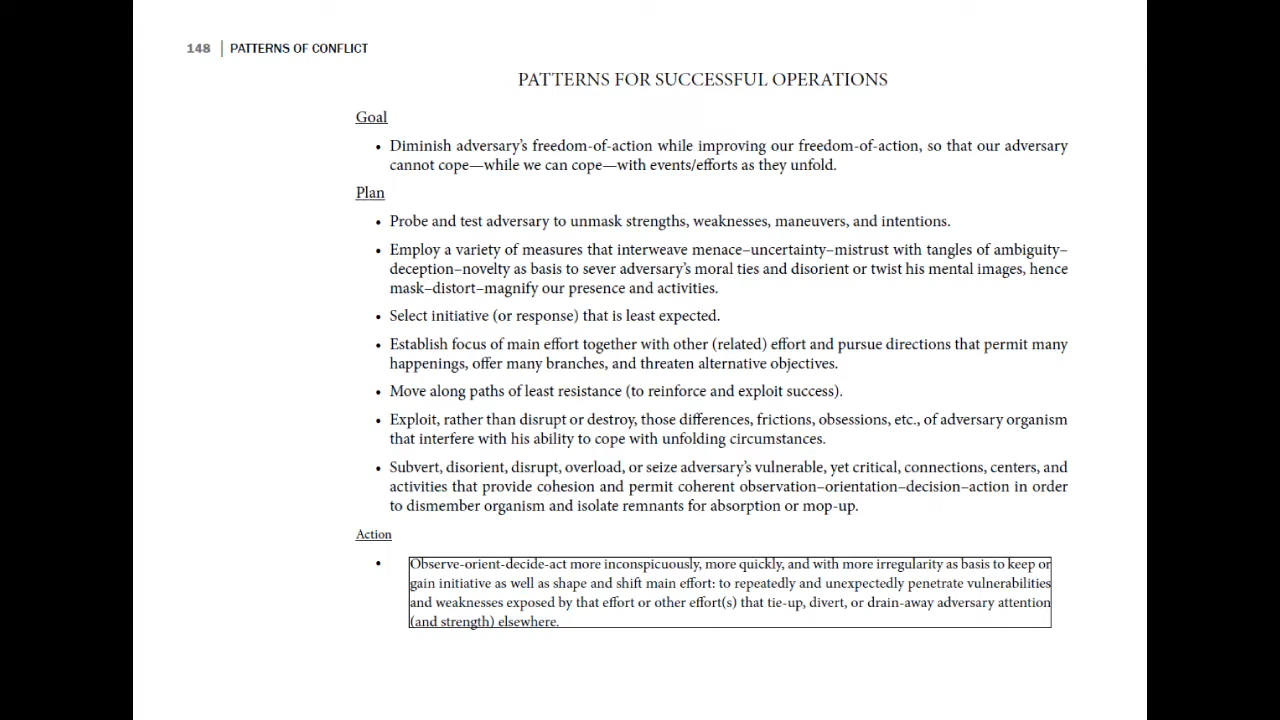 148 | PATTERNS OF CONFLICT
PATTERNS FOR SUCCESSFUL OPERATIONS
Goal
• Diminish adversary's freedom-of-action while improving our freedom-of-action, so that our adversary
cannot cope—while we can cope—with events/efforts as they unfold.
Plan
• Probe and test adversary to unmask strengths, weaknesses, maneuvers, and intentions.
• Employ a variety of measures that interweave menace–uncertainty–mistrust with tangles of ambiguity–
deception–novelty as basis to sever adversary's moral ties and disorient or twist his mental images, hence
mask–distort–magnify our presence and activities.
• Select initiative (or response) that is least expected.
• Establish focus of main effort together with other (related) effort and pursue directions that permit many
happenings, offer many branches, and threaten alternative objectives.
• Move along paths of least resistance (to reinforce and exploit success).
• Exploit, rather than disrupt or destroy, those differences, frictions, obsessions, etc., of adversary organism
that interfere with his ability to cope with unfolding circumstances.
• Subvert, disorient, disrupt, overload, or seize adversary's vulnerable, yet critical, connections, centers, and
activities that provide cohesion and permit coherent observation–orientation–decision–action in order
to dismember organism and isolate remnants for absorption or mop-up.
Action
• Observe-orient-decide-act more inconspicuously, more quickly, and with more irregularity as basis to keep or
gain initiative as well as shape and shift main effort: to repeatedly and unexpectedly penetrate vulnerabilities
and weaknesses exposed by that effort or other effort(s) that tie-up, divert, or drain-away adversary attention
(and strength) elsewhere.